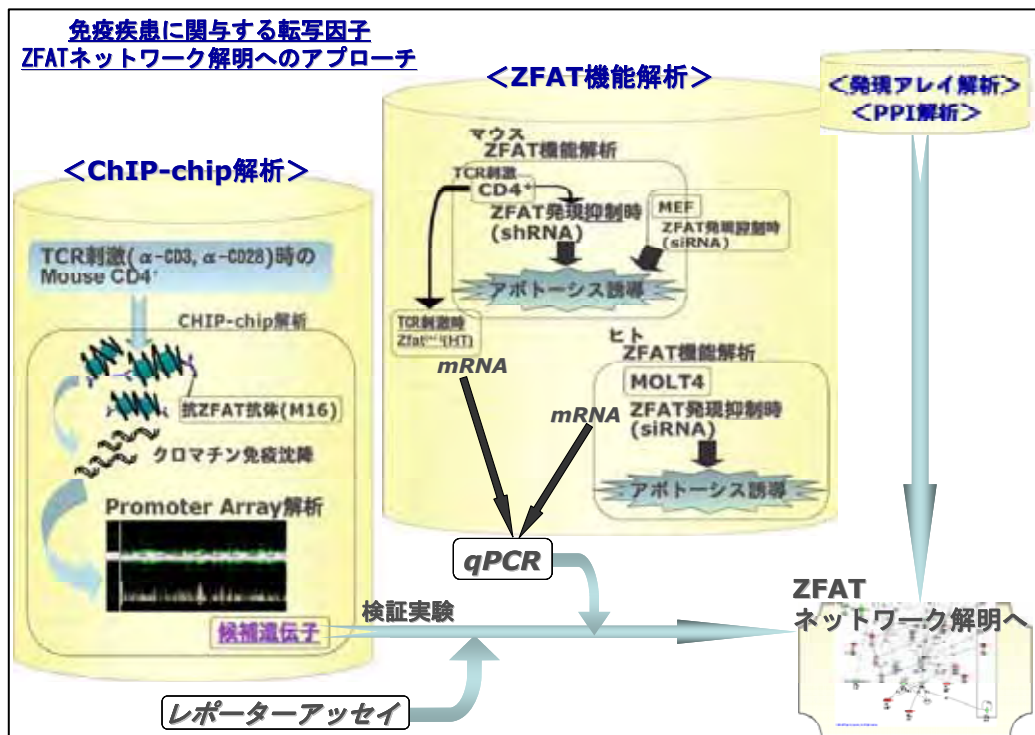 免疫疾患に関与する転写因子
ZFATネットワーク解明へのアプローチ
＜ChIP-chip解析＞
TCR刺激(α-CD3, α-CD28)時の
Mouse CD4⁺
CHIP-chip解析
抗ZFAT抗体(M16)
クロマチン免疫沈降
Promoter Array解析
候補遺伝子
＜ZFAT機能解析＞
マウス
ZFAT機能解析
TCR刺激
CD4⁺
ZFAT発現抑制時
(shRNA)
MEF
ZFAT発現抑制時
(siRNA)
アポトーシス誘導
TCR刺激時
mRNA
ヒト
ZFAT機能解析
MOLT4
ZFAT発現抑制時
(siRNA)
アポトーシス誘導
mRNA
qPCR
＜発現アレイ解析＞
＜PPI解析＞
検証実験
レポーターアッセイ
ZFAT
ネットワーク解明へ